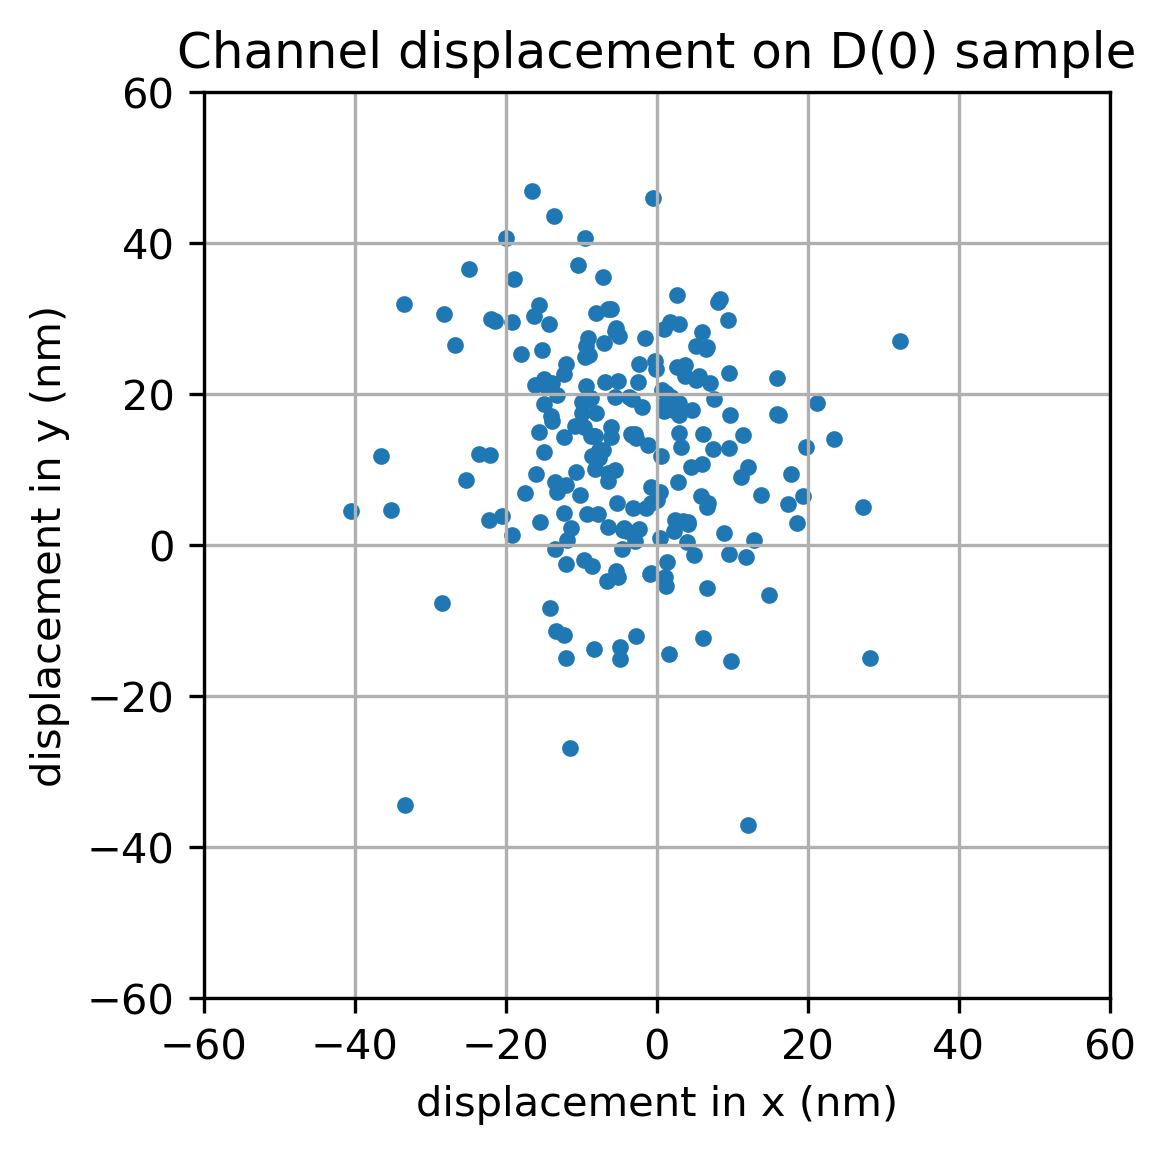 Channel displacement on D(0) sample
60
40
20
0
−20
−40
−60
displacement in y (nm)
−60 −40 −20 0 20 40 60
displacement in x (nm)